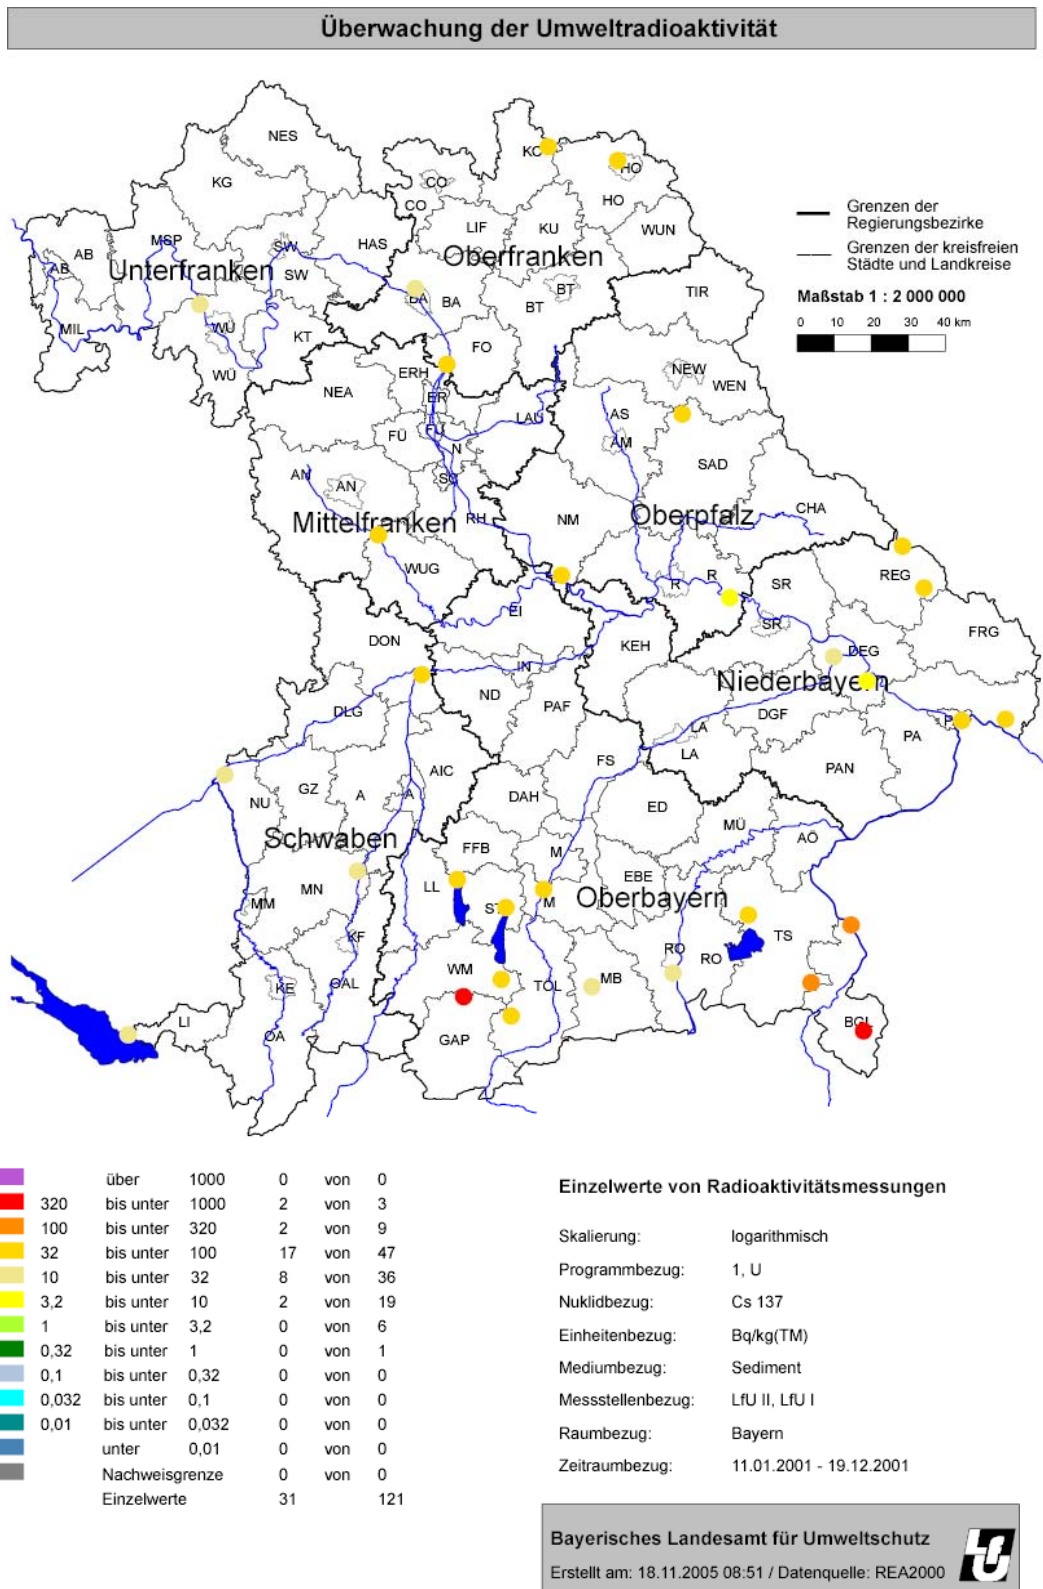 Überwachung der Umweltradioaktivität
NES
KG
KC
HO
HO
CO
CO
LIF
KU
WUN
HAS
MSP
AB
AB
SW
SW
Unterfranken
Oberfranken
BA
BA
BT
BT
TIR
MIL
WÜ
WÜ
KT
FO
Grenzen der
Regierungsbezirke
Grenzen der kreisfreien
Städte und Landkreise
Maßstab 1 : 2 000 000
0 10 20 30 40 km
NEA
ERH
ER
NEW
WEN
LAU
AS
AM
FÜ
FÜ
N
SAD
AN
AN
SC
Mittelfranken
RH
NM
Oberpfalz
CHA
WUG
R
R
SR
REG
EI
SR
FRG
DON
KEH
DEG
IN
ND
Niederbayern
DLG
PAF
DGF
LA
LA
PA
AIC
FS
PAN
NU
GZ
A
A
DAH
ED
MÜ
AÖ
Schwaben
FFB
M
EBE
MN
LL
M
Oberbayern
MM
ST
KF
RO
RO
TS
WM
KE
OAL
TÖL
MB
LI
OA
GAP
BGL
über 1000 0 von 0
320 bis unter 1000 2 von 3
100 bis unter 320 2 von 9
32 bis unter 100 17 von 47
10 bis unter 32 8 von 36
3,2 bis unter 10 2 von 19
1 bis unter 3,2 0 von 6
0,32 bis unter 1 0 von 1
0,1 bis unter 0,32 0 von 0
0,032 bis unter 0,1 0 von 0
0,01 bis unter 0,032 0 von 0
unter 0,01 0 von 0
Nachweisgrenze 0 von 0
Einzelwerte 31 121
Einzelwerte von Radioaktivitätsmessungen
Skalierung: logarithmisch
Programmbezug: 1, U
Nuklidbezug: Cs 137
Einheitenbezug: Bq/kg(TM)
Mediumbezug: Sediment
Messstellenbezug: LfU II, LfU I
Raumbezug: Bayern
Zeitraumbezug: 11.01.2001 - 19.12.2001
Bayerisches Landesamt für Umweltschutz
Erstellt am: 18.11.2005 08:51 / Datenquelle: REA2000